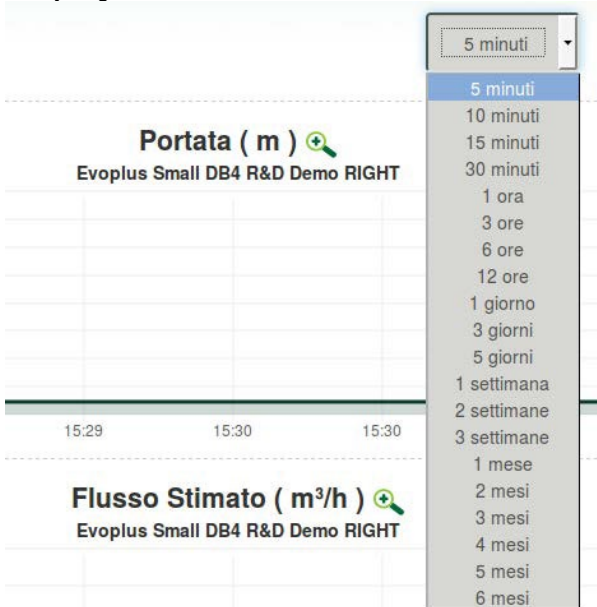 5 minuti
5 minuti
10 minuti
15 minuti
30 minuti
1 ora
3 ore
6 ore
12 ore
1 giorno
3 giorni
5 giorni
1 settimana
2 settimane
3 settimane
1 mese
2 mesi
3 mesi
4 mesi
5 mesi
6 mesi
Portata ( m )
Evoplus Small DB4 R&D Demo RIGHT
15:29 15:30 15:30
Flusso Stimato ( m³/h )
Evoplus Small DB4 R&D Demo RIGHT